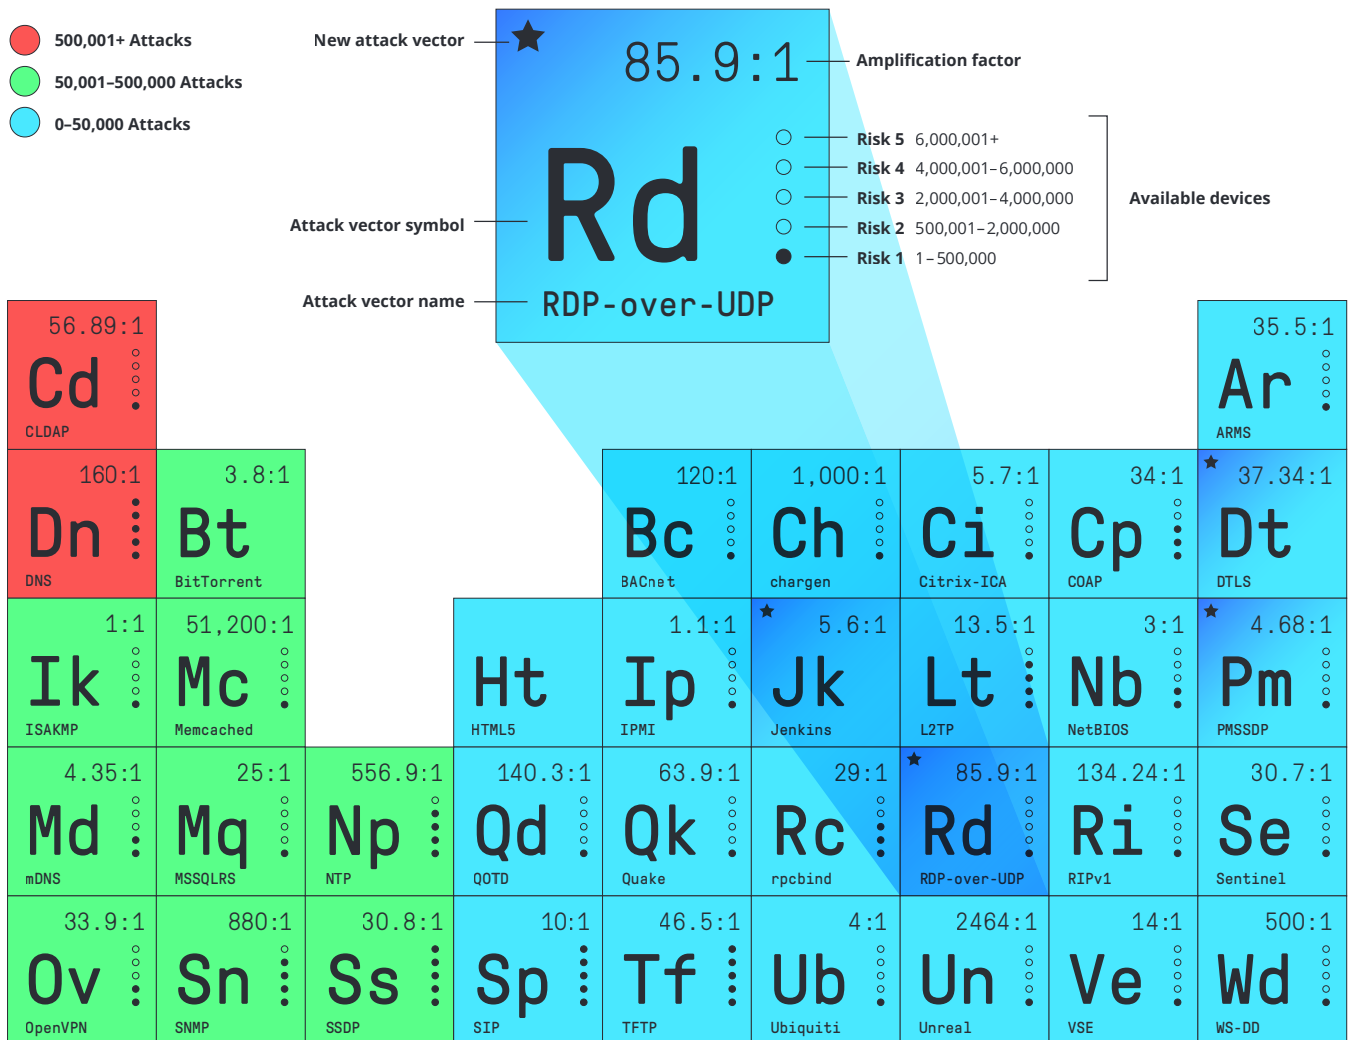 500,001+ Attacks
50,001–500,000 Attacks
0–50,000 Attacks
New attack vector
85.9:1
Amplification factor
Rd
Risk 5 6,000,001+
Risk 4 4,000,001–6,000,000
Risk 3 2,000,001–4,000,000
Risk 2 500,001–2,000,000
Risk 1 1–500,000
Available devices
Attack vector symbol
Attack vector name
RDP-over-UDP
56.89:1
Cd
CLDAP
35.5:1
Ar
ARMS
160:1
Dn
DNS
3.8:1
Bt
BitTorrent
120:1
Bc
BACnet
1,000:1
Ch
chargen
5.7:1
Ci
Citrix-ICA
34:1
Cp
COAP
37.34:1
Dt
DTLS
1:1
Ik
ISAKMP
51,200:1
Mc
Memcached
Ht
HTML5
1.1:1
Ip
IPMI
5.6:1
Jk
Jenkins
13.5:1
Lt
L2TP
3:1
Nb
NetBIOS
4.68:1
Pm
PMSSDP
4.35:1
Md
mDNS
25:1
Mq
MSSQLRS
556.9:1
Np
NTP
140.3:1
Qd
QOTD
63.9:1
Qk
Quake
29:1
Rc
rpcbind
85.9:1
Rd
RDP-over-UDP
134.24:1
Ri
RIPv1
30.7:1
Se
Sentinel
33.9:1
Ov
OpenVPN
880:1
Sn
SNMP
30.8:1
Ss
SSDP
10:1
Sp
SIP
46.5:1
Tf
TFTP
4:1
Ub
Ubiquiti
2464:1
Un
Unreal
14:1
Ve
VSE
500:1
Wd
WS-DD